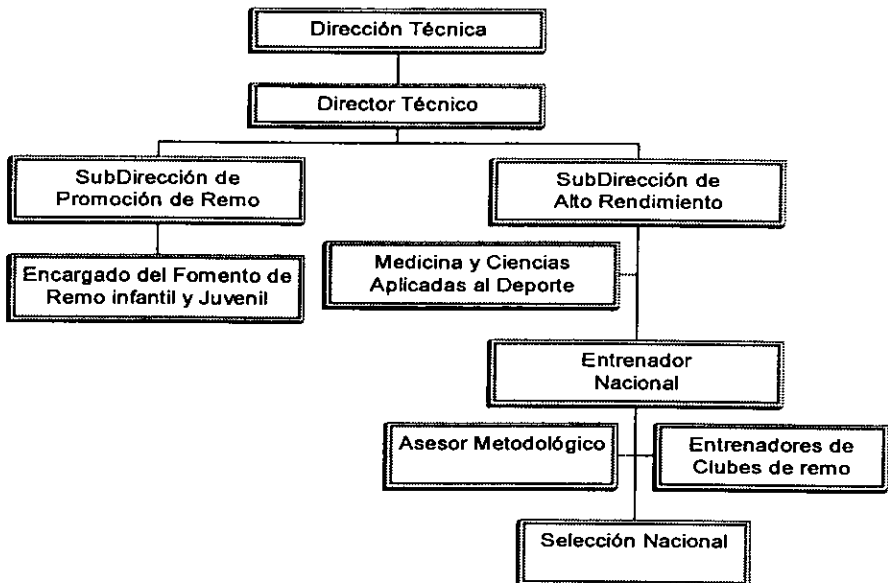 Dirección Técnica
Director Técnico
SubDirección de
Promoción de Remo
SubDirección de
Alto Rendimiento
Encargado del Fomento de
Remo infantil y Juvenil
Medicina y Ciencias
Aplicadas al Deporte
Entrenador
Nacional
Asesor Metodológico
Entrenadores de
Clubes de remo
Selección Nacional